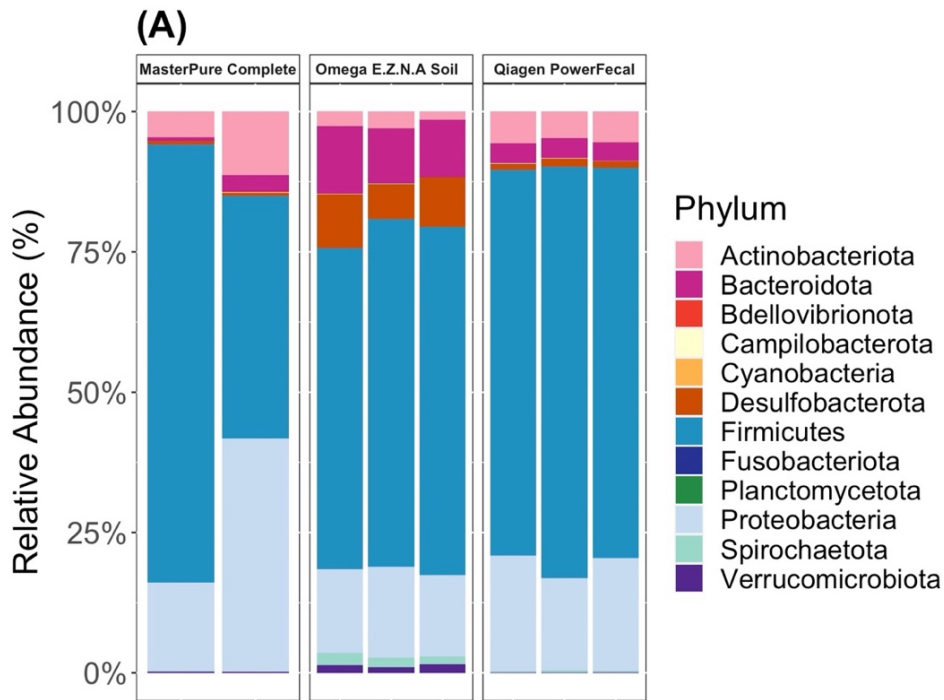 (A)
MasterPure Complete
Omega E.Z.N.A Soil
Qiagen PowerFecal
Relative Abundance (%)
100%
75%
50%
25%
0%
Phylum
Actinobacteriota
Bacteroidota
Bdellovibrionota
Campilobacterota
Cyanobacteria
Desulfobacterota
Firmicutes
Fusobacteriota
Planctomycetota
Proteobacteria
Spirochaetota
Verrucomicrobiota